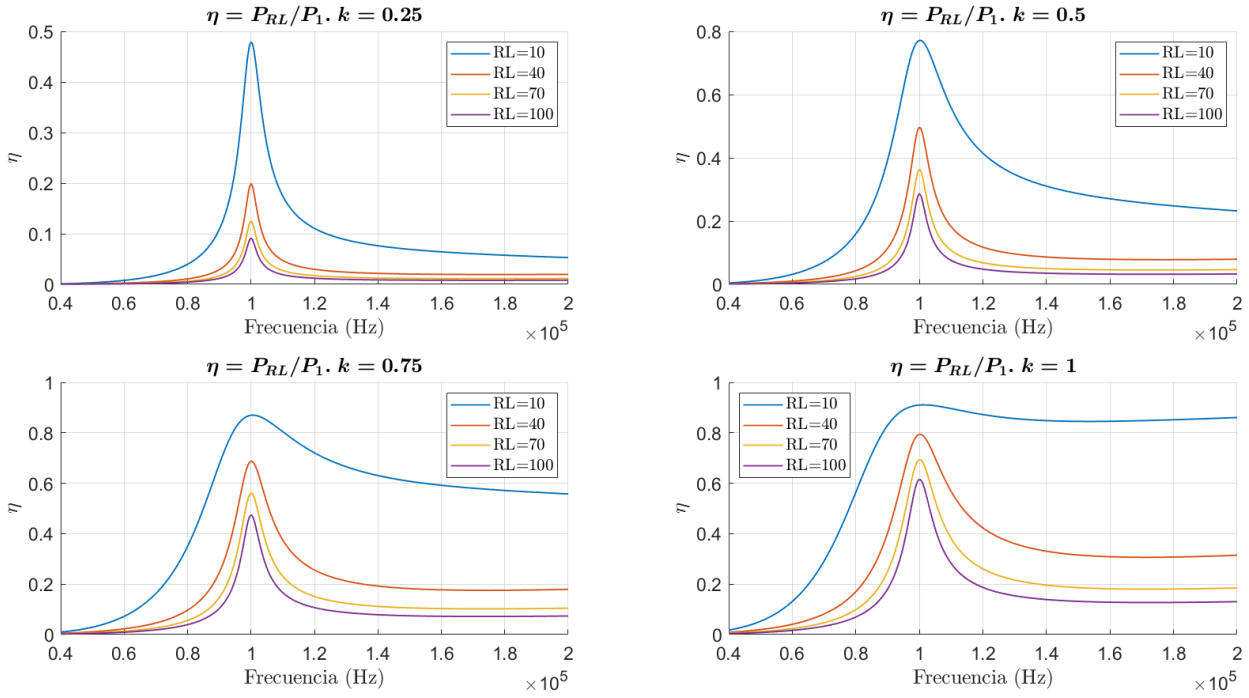 η = P_RL/P_1. k = 0.25
0.5
0.4
0.3
0.2
0.1
0
η
RL=10
RL=40
RL=70
RL=100
0.4 0.6 0.8 1 1.2 1.4 1.6 1.8 2
Frecuencia (Hz)
×10^5
η = P_RL/P_1. k = 0.5
0.8
0.6
0.4
0.2
0
η
RL=10
RL=40
RL=70
RL=100
0.4 0.6 0.8 1 1.2 1.4 1.6 1.8 2
Frecuencia (Hz)
×10^5
η = P_RL/P_1. k = 0.75
1
0.8
0.6
0.4
0.2
0
η
RL=10
RL=40
RL=70
RL=100
0.4 0.6 0.8 1 1.2 1.4 1.6 1.8 2
Frecuencia (Hz)
×10^5
η = P_RL/P_1. k = 1
1
0.8
0.6
0.4
0.2
0
η
RL=10
RL=40
RL=70
RL=100
0.4 0.6 0.8 1 1.2 1.4 1.6 1.8 2
Frecuencia (Hz)
×10^5